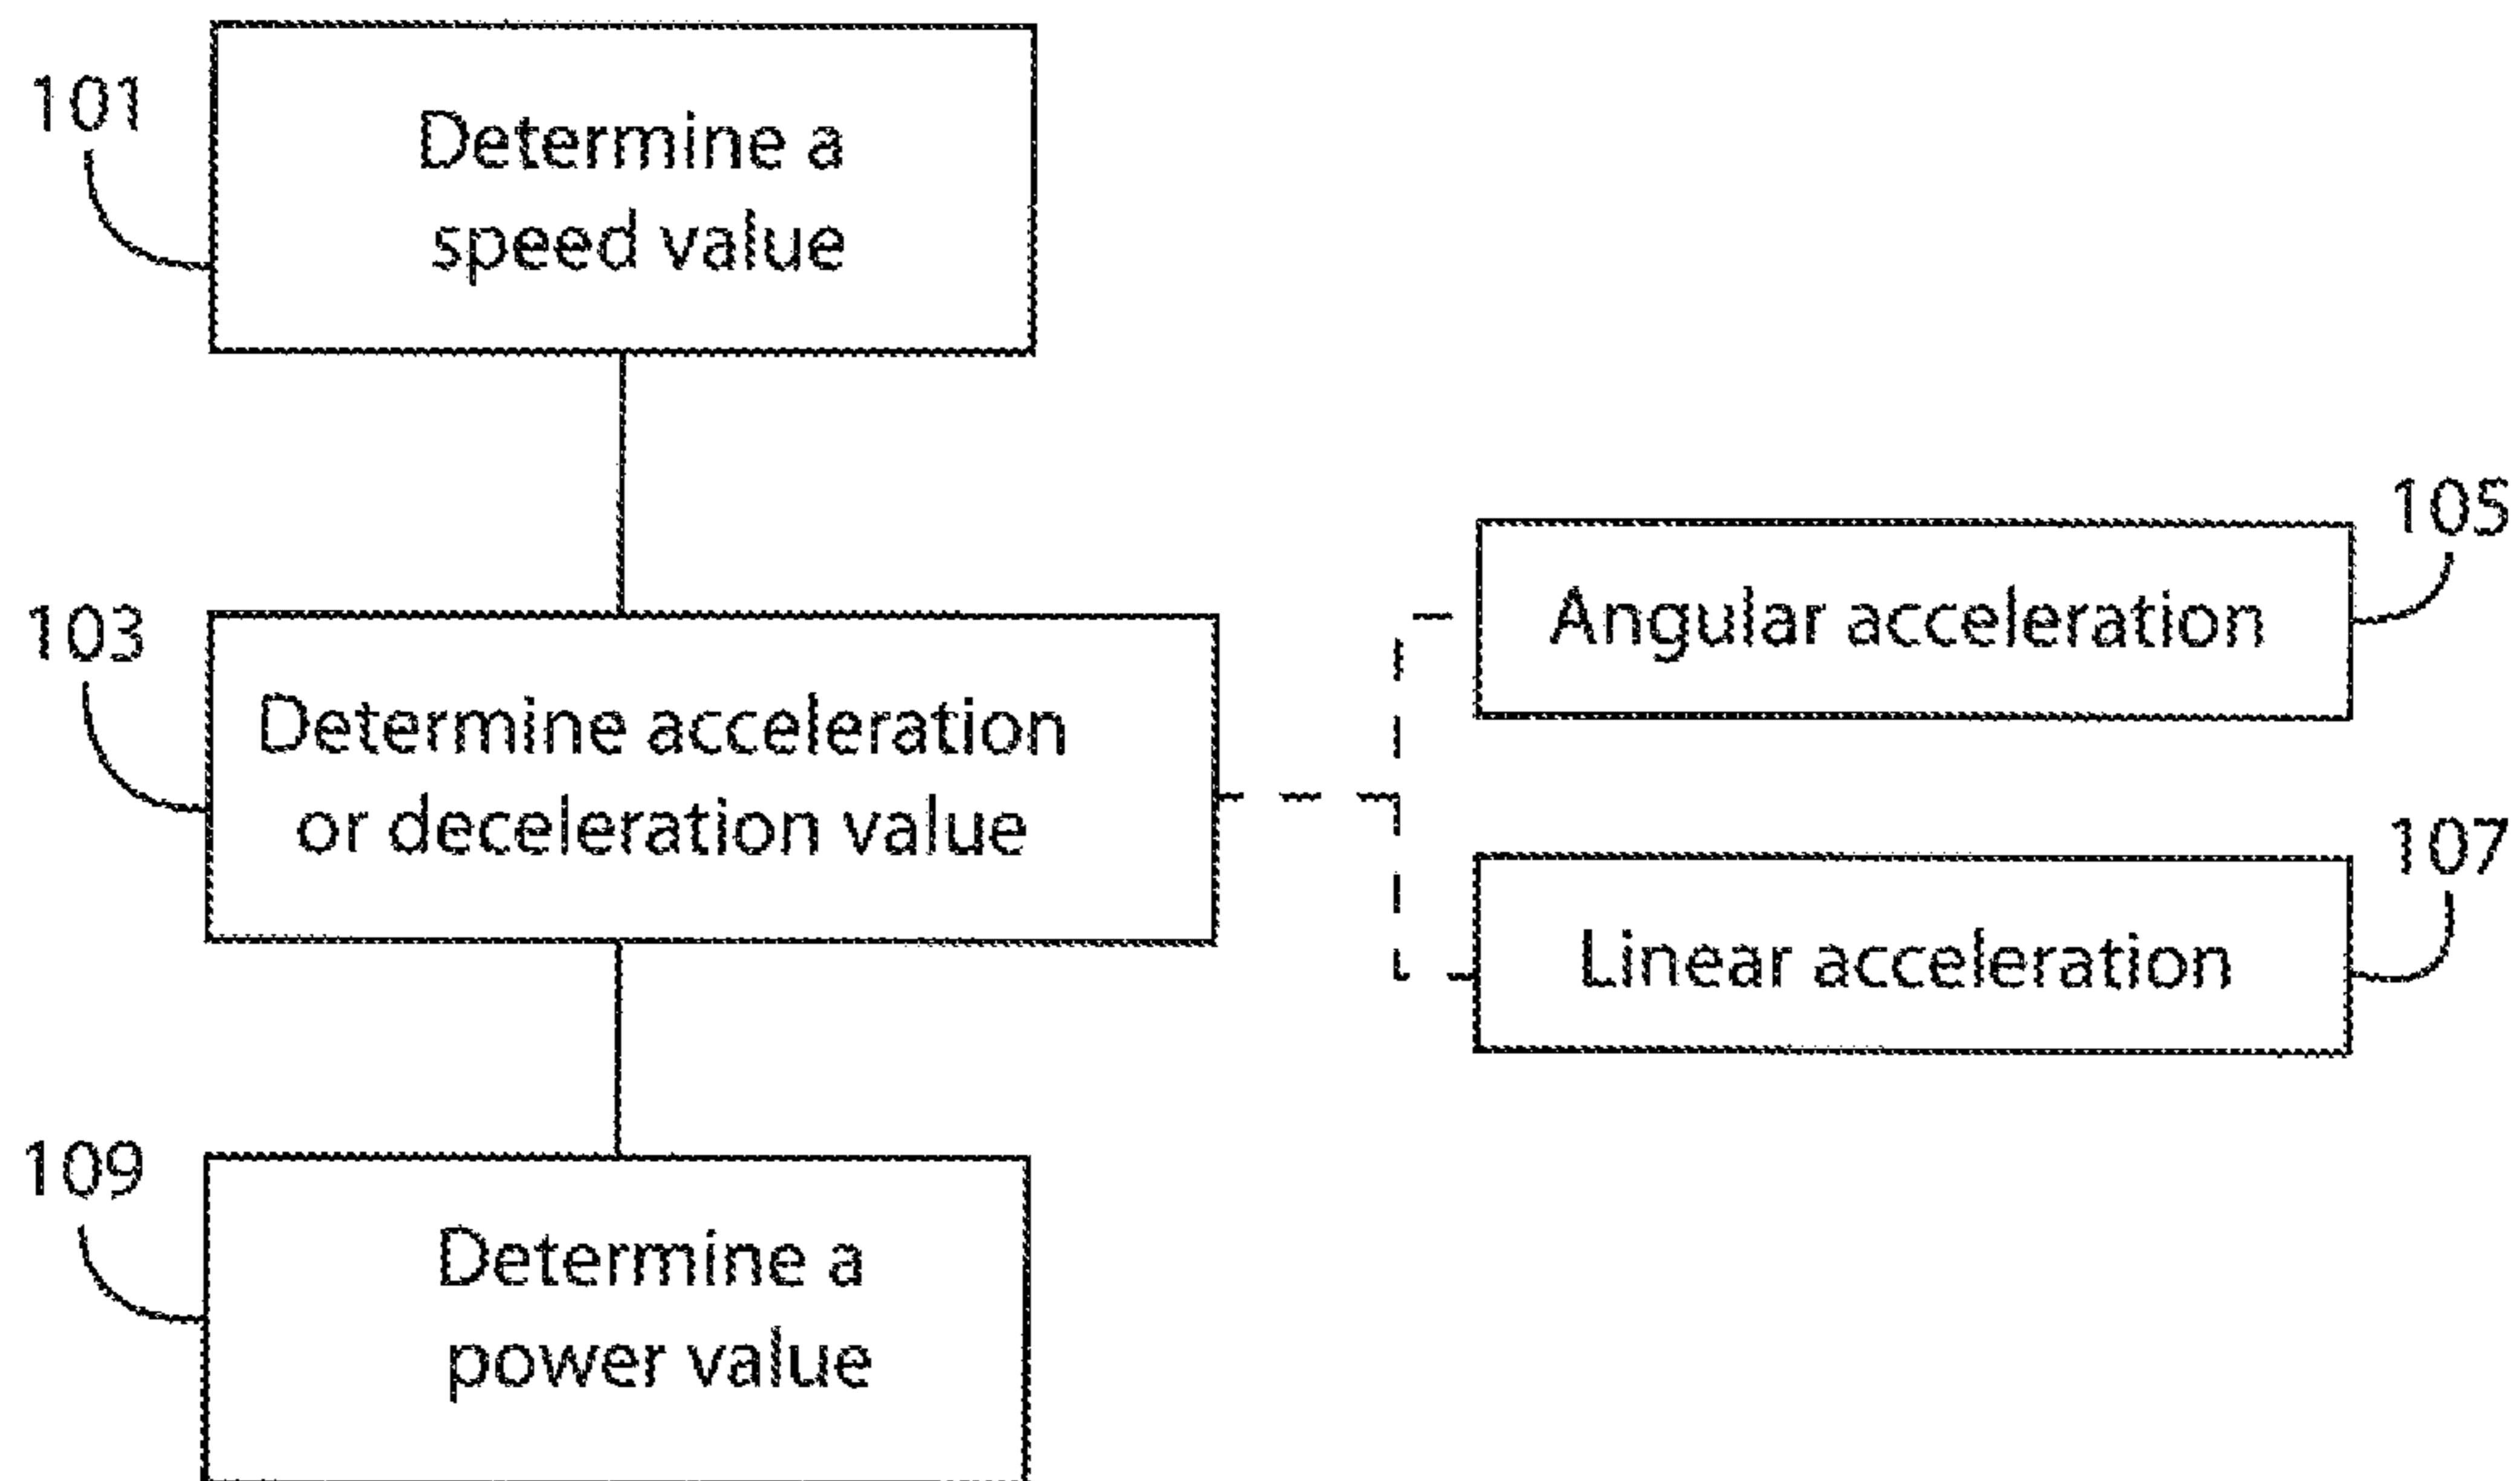 101
Determine a
speed value
103
Determine acceleration
or deceleration value
105
Angular acceleration
107
Linear acceleration
109
Determine a
power value